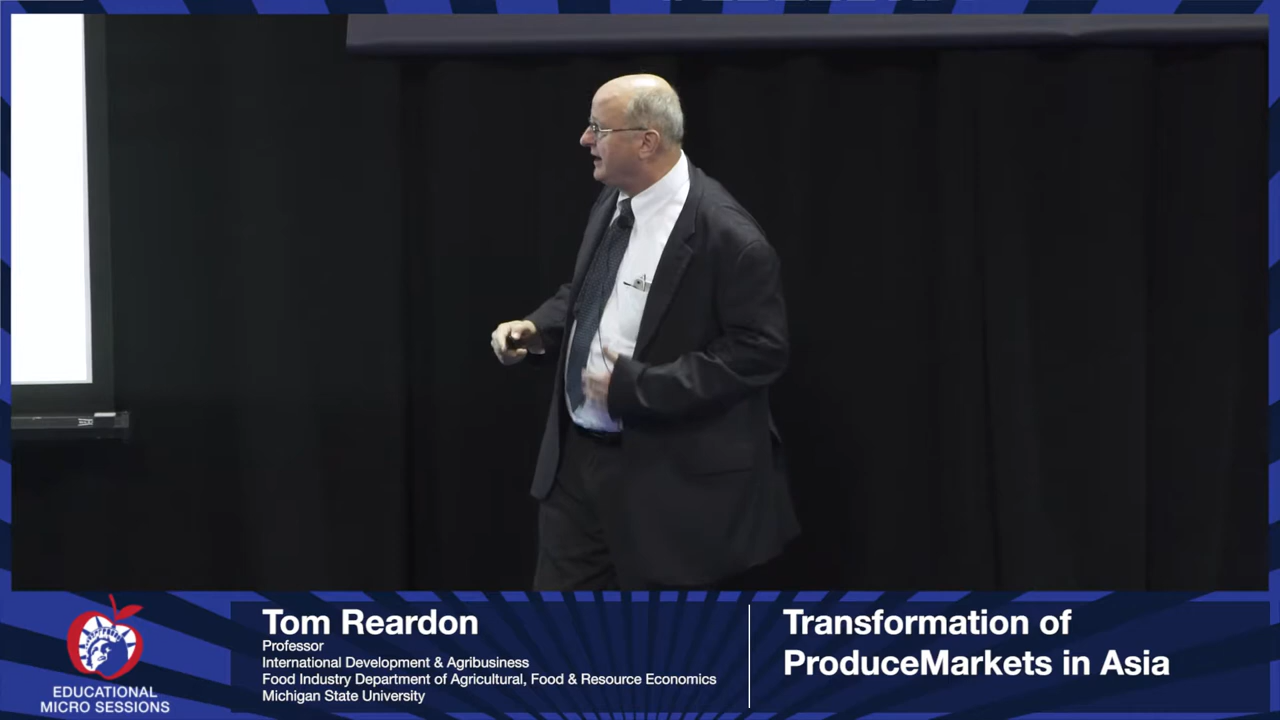 Tom Reardon
Professor
International Development & Agribusiness
Food Industry Department of Agricultural, Food & Resource Economics
Michigan State University
Transformation of
ProduceMarkets in Asia
EDUCATIONAL
MICRO SESSIONS